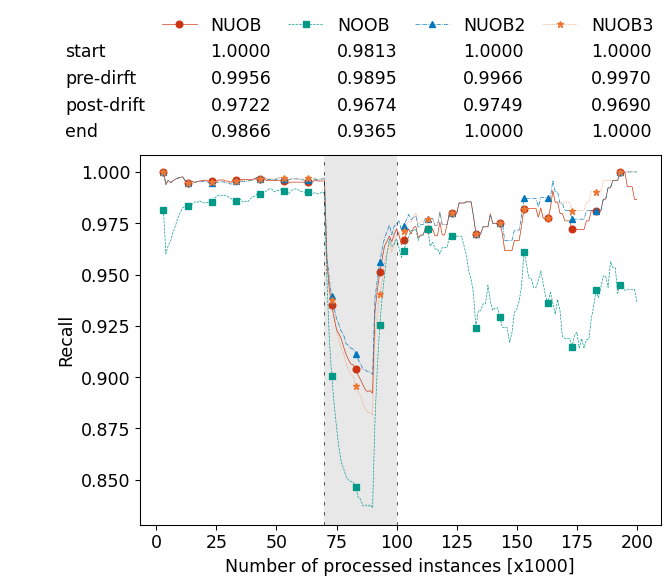 NUOB NOOB NUOB2 NUOB3
start 1.0000 0.9813 1.0000 1.0000
pre-dirft 0.9956 0.9895 0.9966 0.9970
post-drift 0.9722 0.9674 0.9749 0.9690
end 0.9866 0.9365 1.0000 1.0000
1.000
0.975
0.950
0.925
0.900
0.875
0.850
Recall
0 25 50 75 100 125 150 175 200
Number of processed instances [x1000]